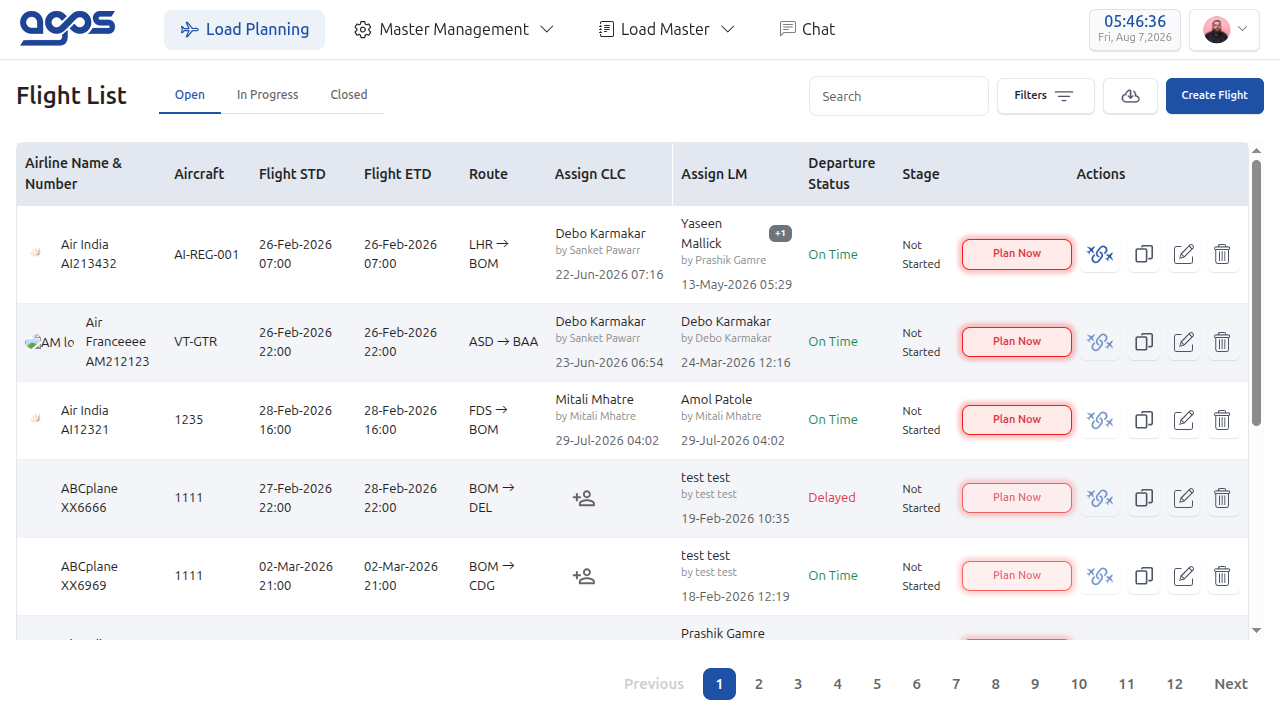 agos
Load Planning
Master Management
Load Master
Chat
05:46:36
Fri, Aug 7,2026
Flight List
Open
In Progress
Closed
Search
Filters
Create Flight
Airline Name & Number
Aircraft
Flight STD
Flight ETD
Route
Assign CLC
Assign LM
Departure Status
Stage
Actions
Air India
AI213432
AI-REG-001
26-Feb-2026
07:00
26-Feb-2026
07:00
LHR →
BOM
Debo Karmakar
by Sanket Pawarr
22-Jun-2026 07:16
Yaseen
Mallick
+1
by Prashik Gamre
13-May-2026 05:29
On Time
Not
Started
Plan Now
AM lo
Air
Franceeee
AM212123
VT-GTR
26-Feb-2026
22:00
26-Feb-2026
22:00
ASD → BAA
Debo Karmakar
by Sanket Pawarr
23-Jun-2026 06:54
Debo Karmakar
by Debo Karmakar
24-Mar-2026 12:16
On Time
Not
Started
Plan Now
Air India
AI12321
1235
28-Feb-2026
16:00
28-Feb-2026
16:00
FDS →
BOM
Mitali Mhatre
by Mitali Mhatre
29-Jul-2026 04:02
Amol Patole
by Mitali Mhatre
29-Jul-2026 04:02
On Time
Not
Started
Plan Now
ABCplane
XX6666
1111
27-Feb-2026
22:00
28-Feb-2026
22:00
BOM →
DEL
test test
by test test
19-Feb-2026 10:35
Delayed
Not
Started
Plan Now
ABCplane
XX6969
1111
02-Mar-2026
21:00
02-Mar-2026
21:00
BOM →
CDG
test test
by test test
18-Feb-2026 12:19
On Time
Not
Started
Plan Now
Prashik Gamre
Previous
1
2
3
4
5
6
7
8
9
10
11
12
Next